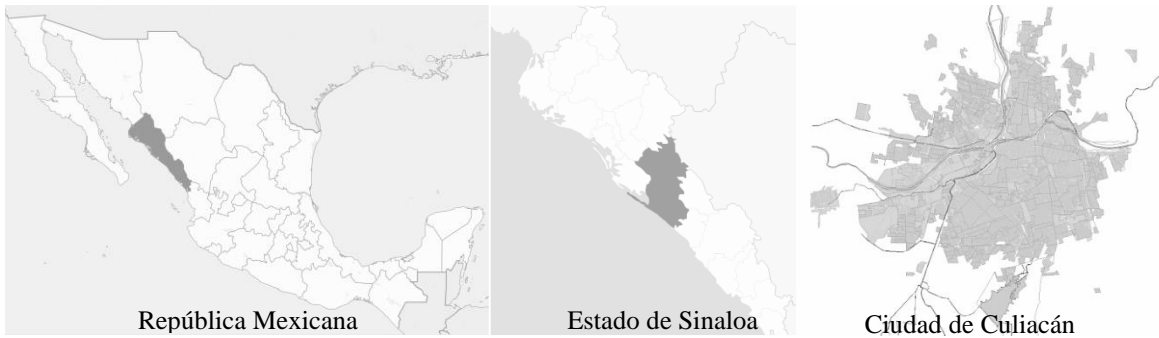 República Mexicana
Estado de Sinaloa
Ciudad de Culiacán